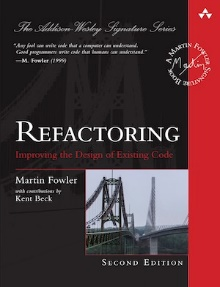 The Addison Wesley Signature Series
"Any fool can write code that a computer can understand.
Good programmers write code that humans can understand."
—M. Fowler (1999)
A MARTIN FOWLER SIGNATURE BOOK
Martin
REFACTORING
Improving the Design of Existing Code
Martin Fowler
with contributions by
Kent Beck
SECOND EDITION